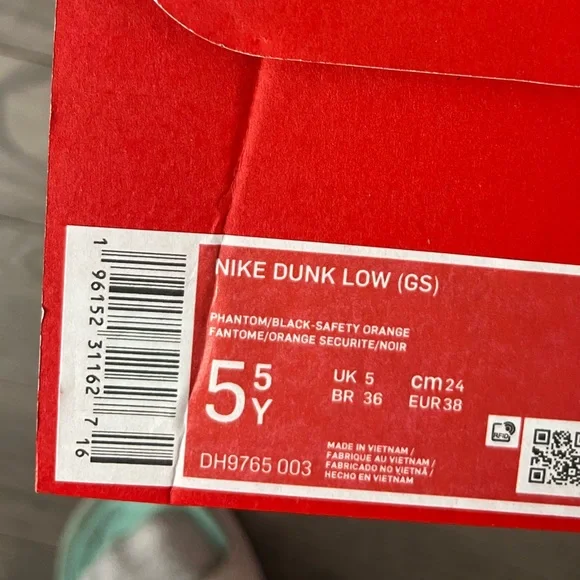 1 96152 31162 7 16
NIKE DUNK LOW (GS)
PHANTOM/BLACK-SAFETY ORANGE
FANTOME/ORANGE SECURITE/NOIR
5 5 Y
UK 5 cm 24
BR 36 EUR 38
RFID
DH9765 003
MADE IN VIETNAM /
FABRIQUE AU VIETNAM /
FABRICADO NO VIETNÃ /
HECHO EN VIETNAM